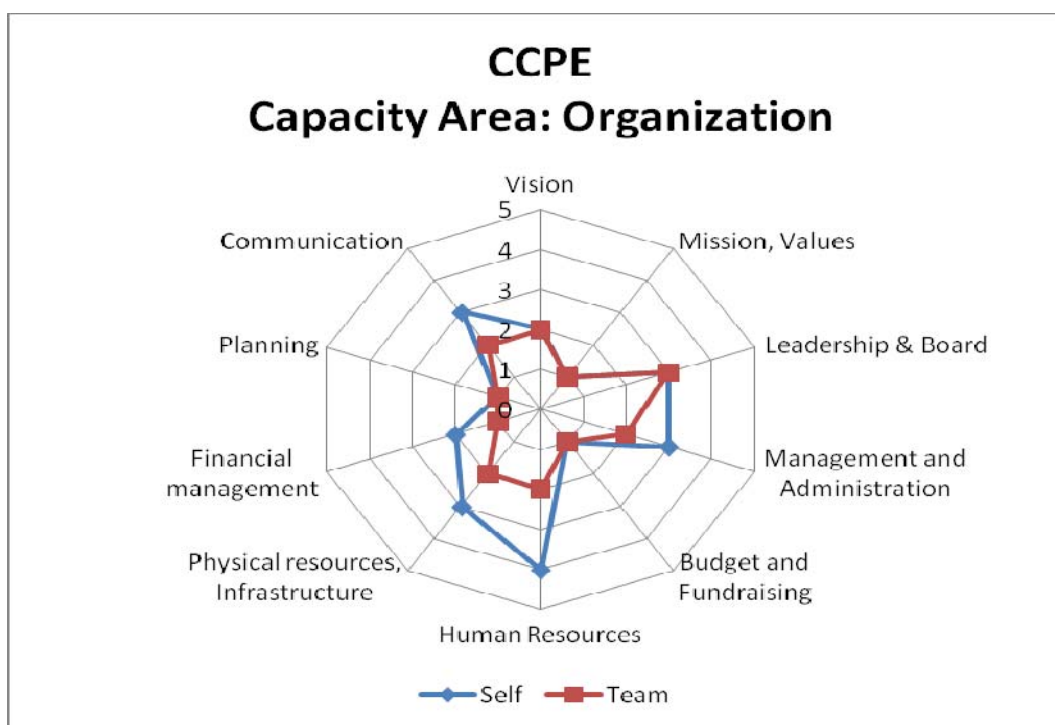 CCPE
Capacity Area: Organization
Vision
5
Communication
Mission, Values
4
3
Planning
2
Leadership & Board
1
0
Financial
management
Management and
Administration
Physical resources,
Infrastructure
Budget and
Fundraising
Human Resources
Self
Team